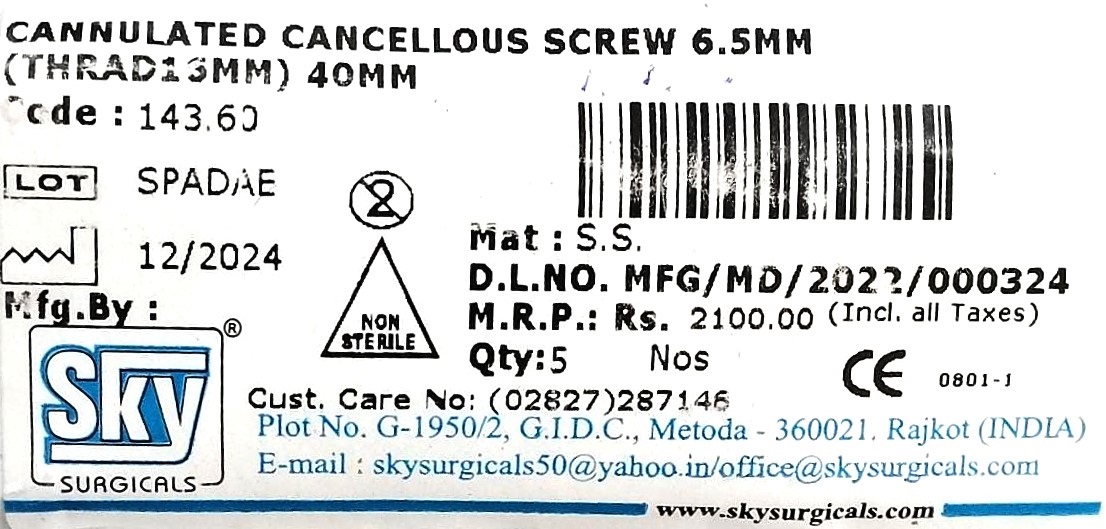 CANNULATED CANCELLOUS SCREW 6.5MM
(THRAD13MM) 40MM
Code : 143.60
LOT SPADAE
2
12/2024
Mat : S.S.
D.L.NO. MFG/MD/2022/000324
Mfg.By :
NON
STERILE
M.R.P.: Rs. 2100.00 (Incl. all Taxes)
Qty:5 Nos
CE 0801-1
SKY ®
SURGICALS
Cust. Care No: (02827)287146
Plot No. G-1950/2, G.I.D.C., Metoda - 360021. Rajkot (INDIA)
E-mail : skysurgicals50@yahoo.in/office@skysurgicals.com
www.skysurgicals.com